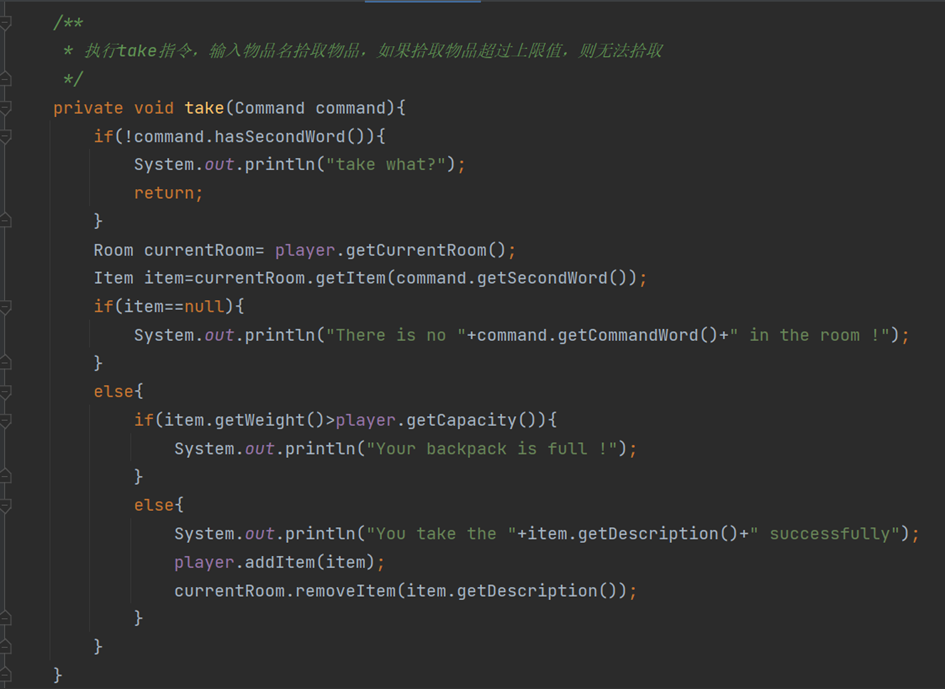 /**
 * 执行take指令，输入物品名拾取物品，如果拾取物品超过上限值，则无法拾取
 */
private void take(Command command){
    if(!command.hasSecondWord()){
        System.out.println("take what?");
        return;
    }
    Room currentRoom= player.getCurrentRoom();
    Item item=currentRoom.getItem(command.getSecondWord());
    if(item==null){
        System.out.println("There is no "+command.getCommandWord()+" in the room !");
    }
    else{
        if(item.getWeight()>player.getCapacity()){
            System.out.println("Your backpack is full !");
        }
        else{
            System.out.println("You take the "+item.getDescription()+" successfully");
            player.addItem(item);
            currentRoom.removeItem(item.getDescription());
        }
    }
}